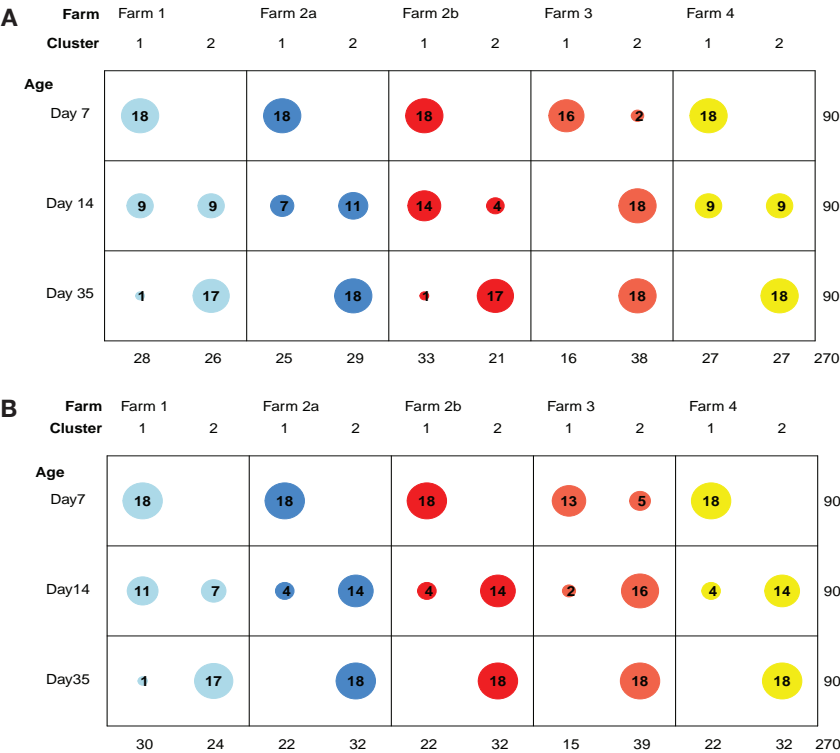 A
Farm Farm 1 Farm 2a Farm 2b Farm 3 Farm 4
Cluster 1 2 1 2 1 2 1 2 1 2
Age
Day 7 18 18 18 16 2 18 90
Day 14 9 9 7 11 14 4 18 9 9 90
Day 35 1 17 18 1 17 18 18 90
28 26 25 29 33 21 16 38 27 27 270
B
Farm Farm 1 Farm 2a Farm 2b Farm 3 Farm 4
Cluster 1 2 1 2 1 2 1 2 1 2
Age
Day7 18 18 18 13 5 18 90
Day14 11 7 4 14 4 14 2 16 4 14 90
Day35 1 17 18 18 18 18 90
30 24 22 32 22 32 15 39 22 32 270